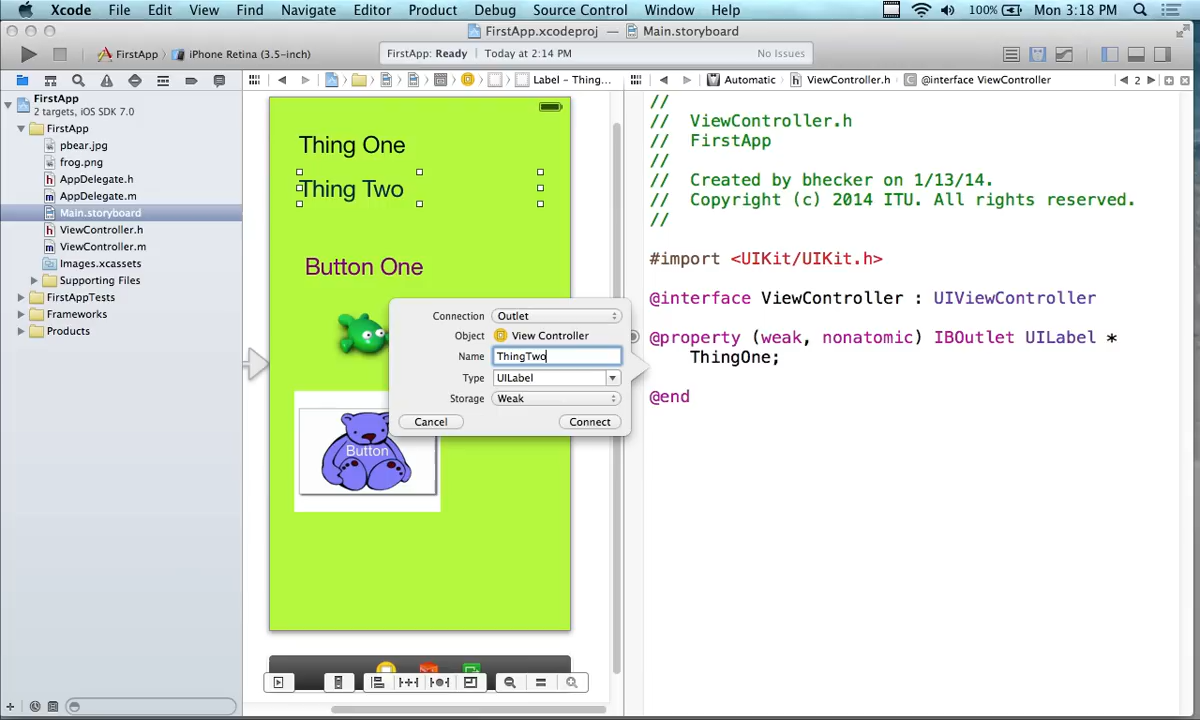 Xcode File Edit View Find Navigate Editor Product Debug Source Control Window Help 100% Mon 3:18 PM
FirstApp.xcodeproj — Main.storyboard
FirstApp iPhone Retina (3.5-inch) FirstApp: Ready Today at 2:14 PM No Issues
Label – Thing... Automatic ViewController.h @interface ViewController 2
FirstApp
2 targets, iOS SDK 7.0
FirstApp
pbear.jpg
frog.png
AppDelegate.h
AppDelegate.m
Main.storyboard
ViewController.h
ViewController.m
Images.xcassets
Supporting Files
FirstAppTests
Frameworks
Products
Thing One
Thing Two
Button One
Button
Connection Outlet
Object View Controller
Name ThingTwo
Type UILabel
Storage Weak
Cancel Connect
//
// ViewController.h
// FirstApp
//
// Created by bhecker on 1/13/14.
// Copyright (c) 2014 ITU. All rights reserved.
//
#import <UIKit/UIKit.h>
@interface ViewController : UIViewController
@property (weak, nonatomic) IBOutlet UILabel *
ThingOne;
@end